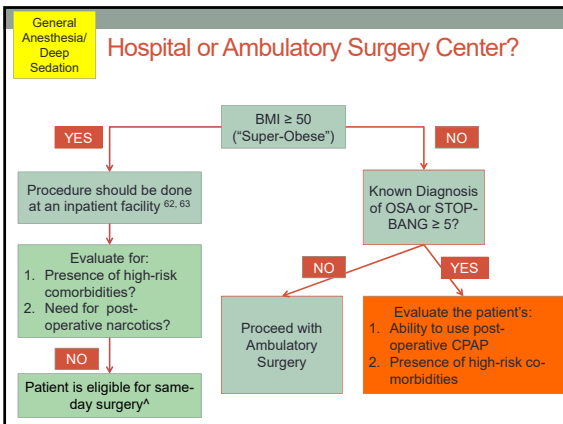 General
Anesthesia/
Deep
Sedation
Hospital or Ambulatory Surgery Center?
BMI ≥ 50
(“Super-Obese”)
YES
NO
Procedure should be done
at an inpatient facility 62, 63
Known Diagnosis
of OSA or STOP-
BANG ≥ 5?
Evaluate for:
1. Presence of high-risk
comorbidities?
2. Need for post-
operative narcotics?
NO
YES
Proceed with
Ambulatory
Surgery
Evaluate the patient’s:
1. Ability to use post-
operative CPAP
2. Presence of high-risk co-
morbidities
NO
Patient is eligible for same-
day surgery^